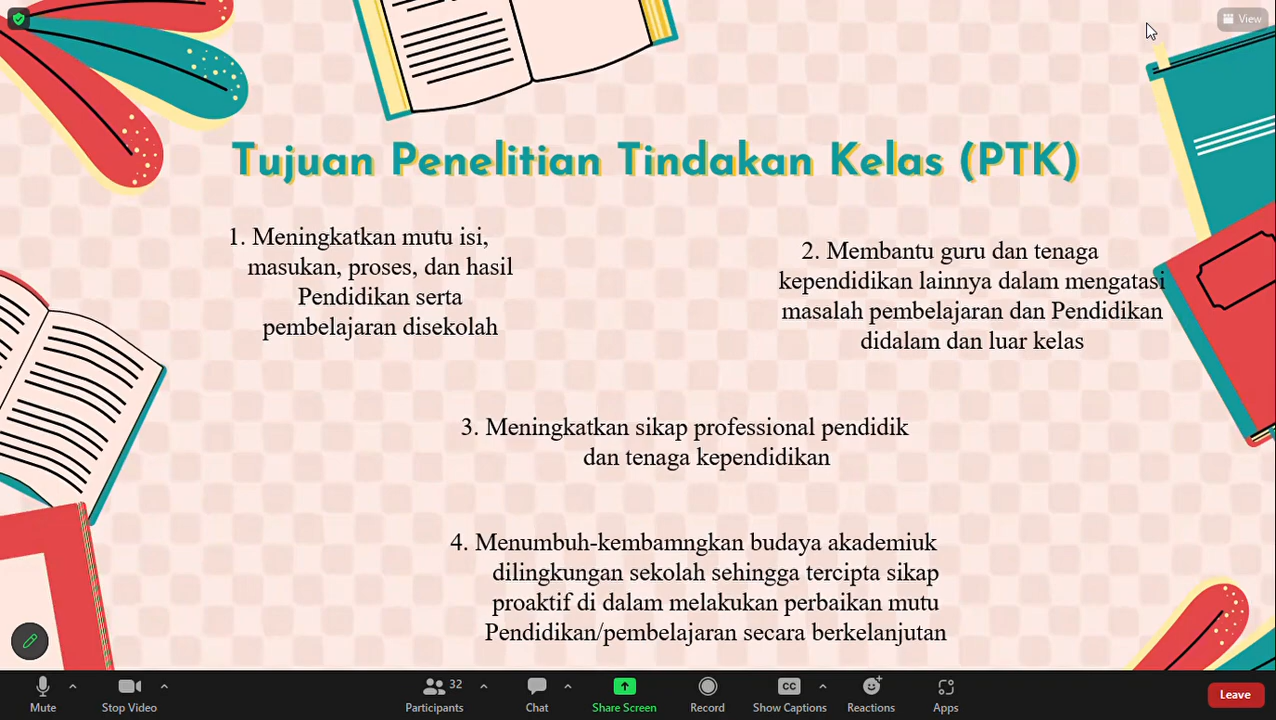 View
Tujuan Penelitian Tindakan Kelas (PTK)
1. Meningkatkan mutu isi,
masukan, proses, dan hasil
Pendidikan serta
pembelajaran disekolah
2. Membantu guru dan tenaga
kependidikan lainnya dalam mengatasi
masalah pembelajaran dan Pendidikan
didalam dan luar kelas
3. Meningkatkan sikap professional pendidik
dan tenaga kependidikan
4. Menumbuh-kembamngkan budaya akademiuk
dilingkungan sekolah sehingga tercipta sikap
proaktif di dalam melakukan perbaikan mutu
Pendidikan/pembelajaran secara berkelanjutan
Mute
Stop Video
32
Participants
Chat
Share Screen
Record
CC
Show Captions
Reactions
Apps
Leave